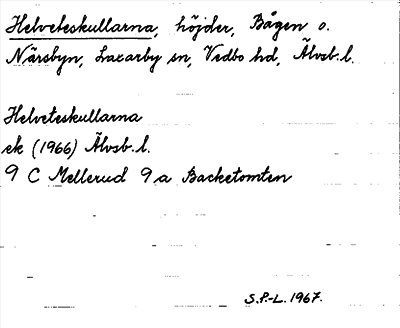 Helveteskullarna, höjder, Bågen o.
Närsbyn, Laxarby sn, Vedbo hd, Älvsb. l.
Helveteskullarna
ek (1966) Älvsb. l.
9 C Mellerud 9 a Backetomten
S.P.-L. 1967.